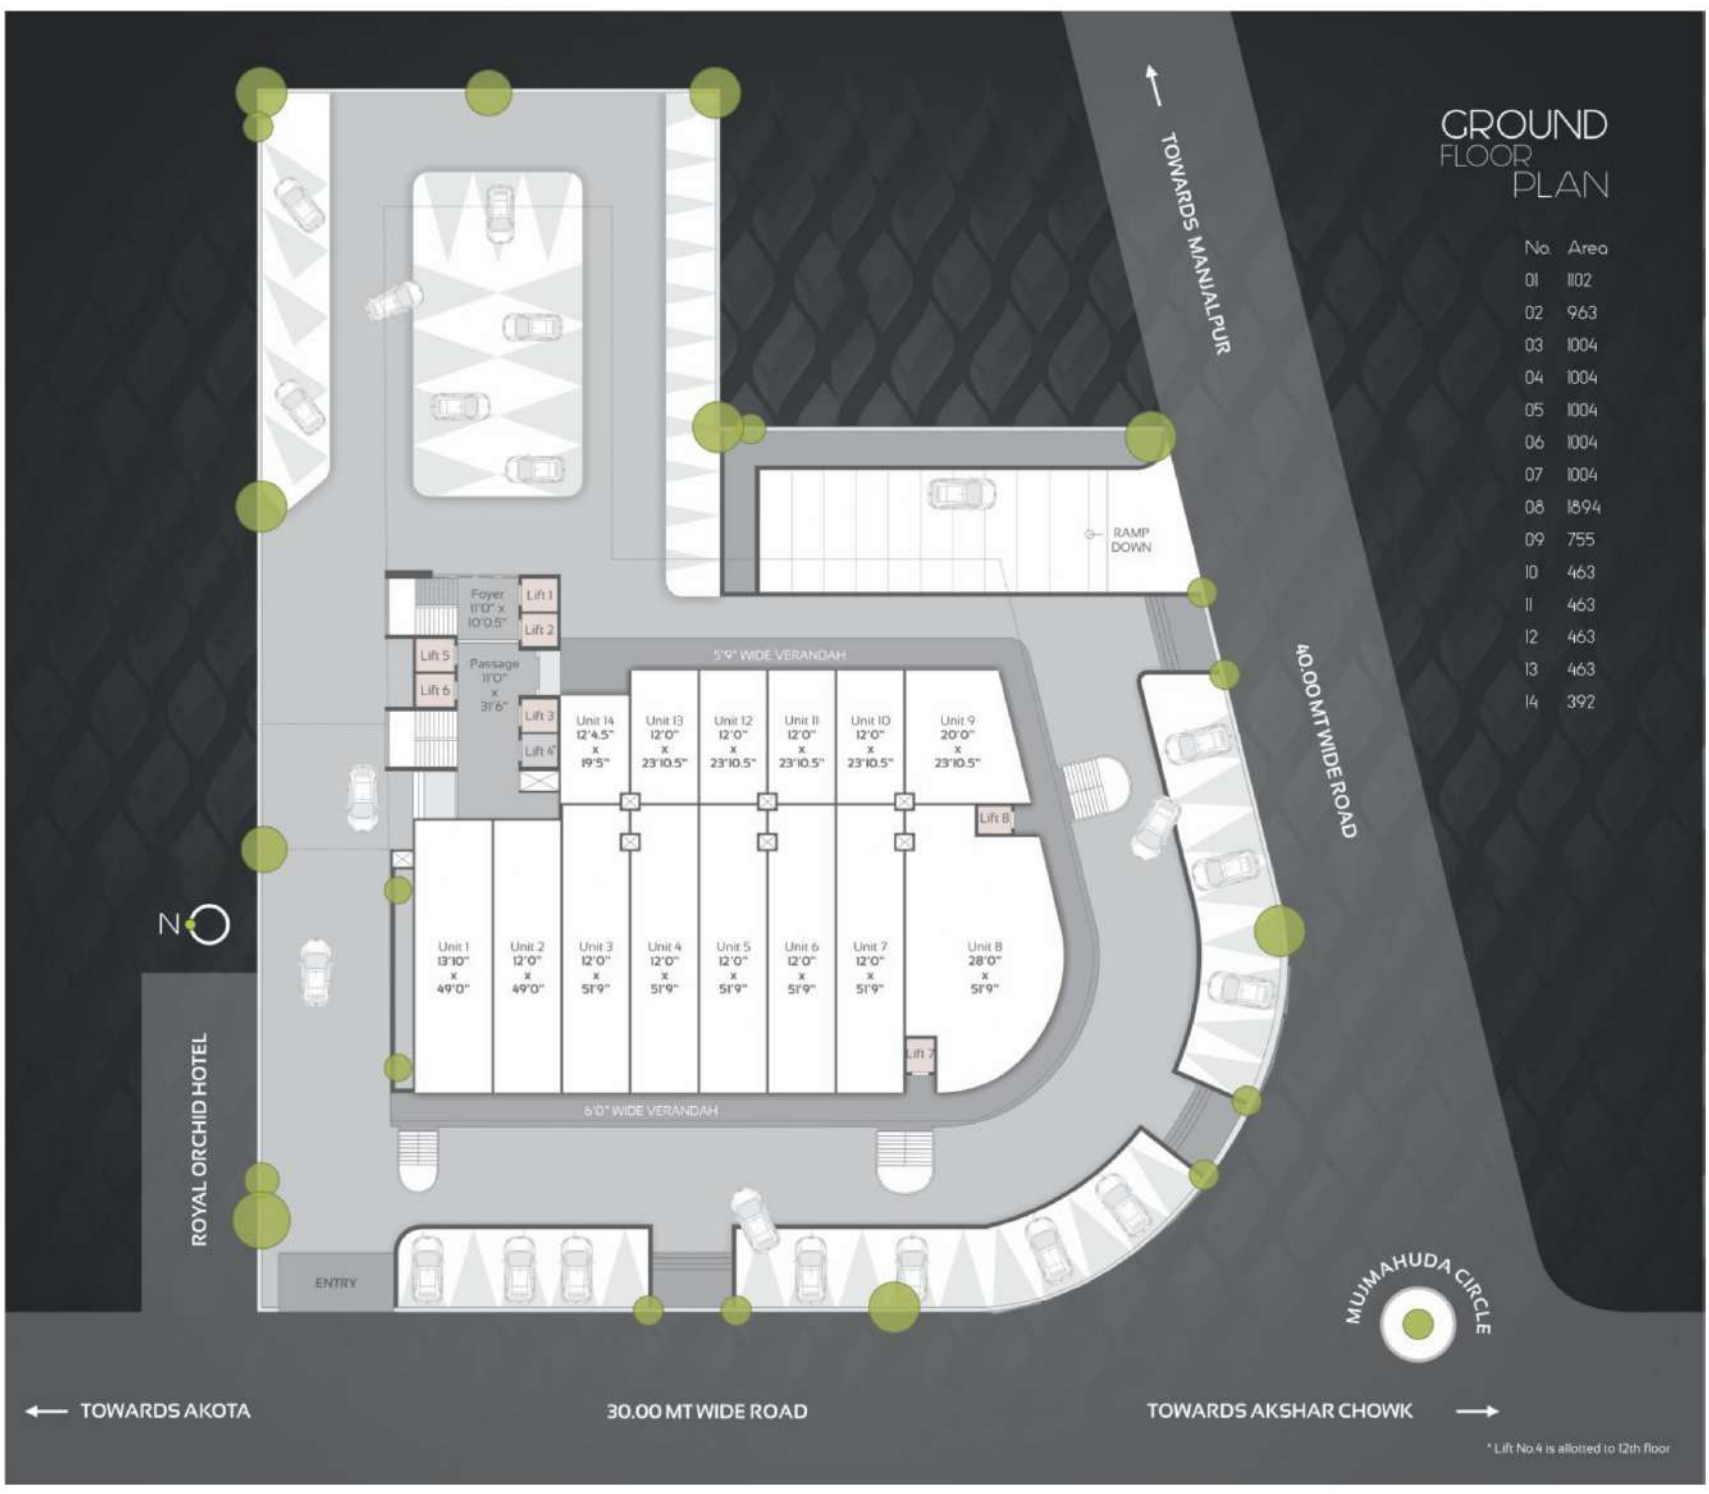 GROUND
FLOOR
PLAN
No. Area
01 1102
02 963
03 1004
04 1004
05 1004
06 1004
07 1004
08 1894
09 755
10 463
11 463
12 463
13 463
14 392
TOWARDS MANJALPUR
RAMP
DOWN
40.00 MT WIDE ROAD
Foyer
11'0" x
10'0.5"
Lift 1
Lift 2
Lift 5
Lift 6
Passage
11'0"
x
31'6"
Lift 3
Lift 4*
5'9" WIDE VERANDAH
Unit 14
12'4.5"
x
19'5"
Unit 13
12'0"
x
23'10.5"
Unit 12
12'0"
x
23'10.5"
Unit 11
12'0"
x
23'10.5"
Unit 10
12'0"
x
23'10.5"
Unit 9
20'0"
x
23'10.5"
Lift 8
Unit 1
13'10"
x
49'0"
Unit 2
12'0"
x
49'0"
Unit 3
12'0"
x
51'9"
Unit 4
12'0"
x
51'9"
Unit 5
12'0"
x
51'9"
Unit 6
12'0"
x
51'9"
Unit 7
12'0"
x
51'9"
Unit 8
28'0"
x
51'9"
Lift 7
6'0" WIDE VERANDAH
N
ROYAL ORCHID HOTEL
ENTRY
MUJMAHUDA CIRCLE
TOWARDS AKOTA
30.00 MT WIDE ROAD
TOWARDS AKSHAR CHOWK
* Lift No.4 is allotted to 12th floor